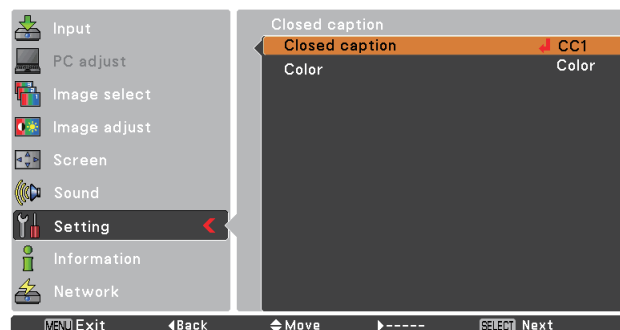 Input
PC adjust
Image select
Image adjust
Screen
Sound
Setting
Information
Network
Closed caption
Closed caption CC1
Color Color
MENU Exit Back Move ----- SELECT Next